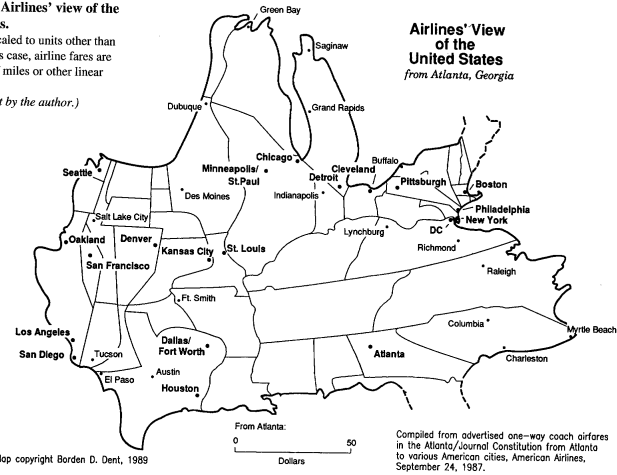 Airlines' view of the
s.
caled to units other than
s case, airline fares are
f miles or other linear
t by the author.)
Airlines' View
of the
United States
from Atlanta, Georgia
Green Bay
Saginaw
Dubuque
Grand Rapids
Chicago
Cleveland
Buffalo
Seattle
Minneapolis/
St.Paul
Detroit
Pittsburgh
Boston
Des Moines
Indianapolis
Philadelphia
New York
Salt Lake City
Lynchburg
DC
Oakland
Denver
Kansas City
St. Louis
Richmond
San Francisco
Raleigh
Ft. Smith
Columbia
Myrtle Beach
Los Angeles
San Diego
Tucson
Dallas/
Fort Worth
Atlanta
Charleston
El Paso
Austin
Houston
From Atlanta:
0 50
Dollars
Compiled from advertised one-way coach airfares
in the Atlanta/Journal Constitution from Atlanta
to various American cities, American Airlines,
September 24, 1987.
Map copyright Borden D. Dent, 1989